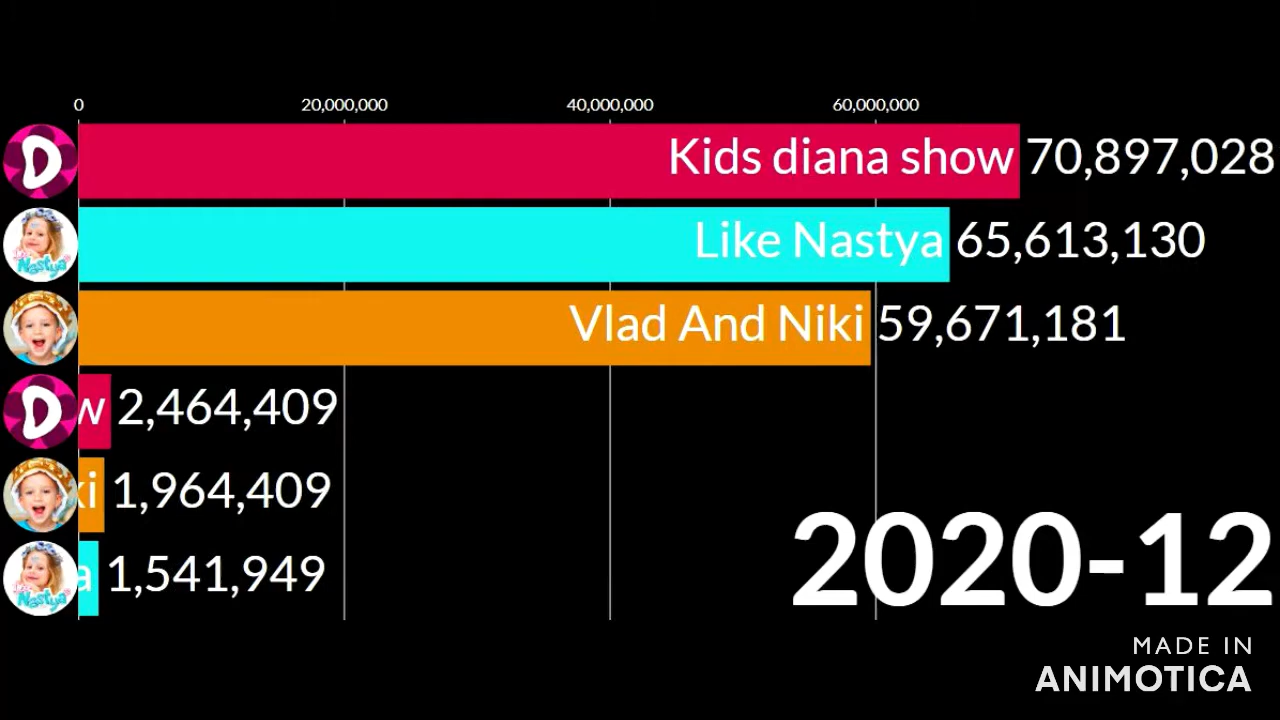 0 20,000,000 40,000,000 60,000,000
D Kids diana show 70,897,028
Like Nastya 65,613,130
Vlad And Niki 59,671,181
D w 2,464,409
ki 1,964,409
a 1,541,949
2020-12
MADE IN
ANIMOTICA